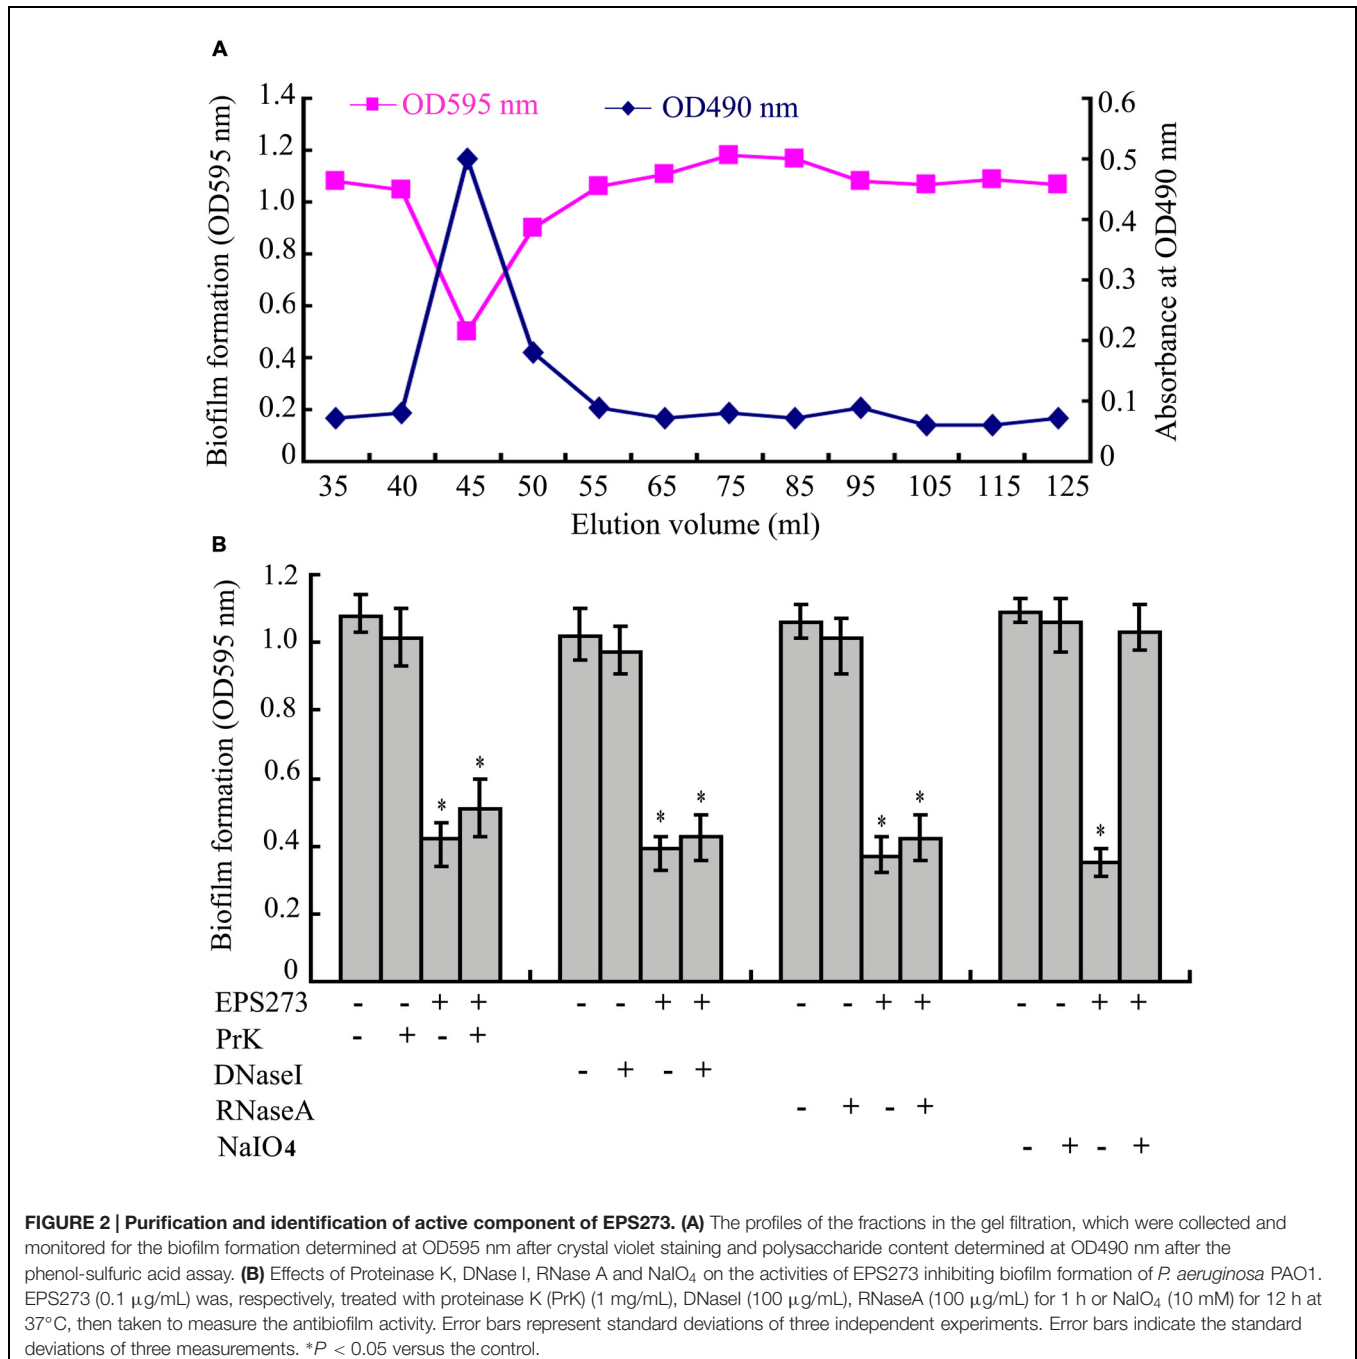 A
OD595 nm OD490 nm
Biofilm formation (OD595 nm)
1.4
1.2
1.0
0.8
0.6
0.4
0.2
0
0.6
0.5
0.4
0.3
0.2
0.1
0
Absorbance at OD490 nm
35 40 45 50 55 65 75 85 95 105 115 125
Elution volume (ml)
B
Biofilm formation (OD595 nm)
1.2
1.0
0.8
0.6
0.4
0.2
0
* * * * * * *
EPS273 - - + + - - + + - - + + - - + +
PrK - + - +
DNaseI - + - +
RNaseA - + - +
NaIO4 - + - +
FIGURE 2 | Purification and identification of active component of EPS273. (A) The profiles of the fractions in the gel filtration, which were collected and
monitored for the biofilm formation determined at OD595 nm after crystal violet staining and polysaccharide content determined at OD490 nm after the
phenol-sulfuric acid assay. (B) Effects of Proteinase K, DNase I, RNase A and NaIO₄ on the activities of EPS273 inhibiting biofilm formation of P. aeruginosa PAO1.
EPS273 (0.1 μg/mL) was, respectively, treated with proteinase K (PrK) (1 mg/mL), DNaseI (100 μg/mL), RNaseA (100 μg/mL) for 1 h or NaIO₄ (10 mM) for 12 h at
37°C, then taken to measure the antibiofilm activity. Error bars represent standard deviations of three independent experiments. Error bars indicate the standard
deviations of three measurements. *P < 0.05 versus the control.